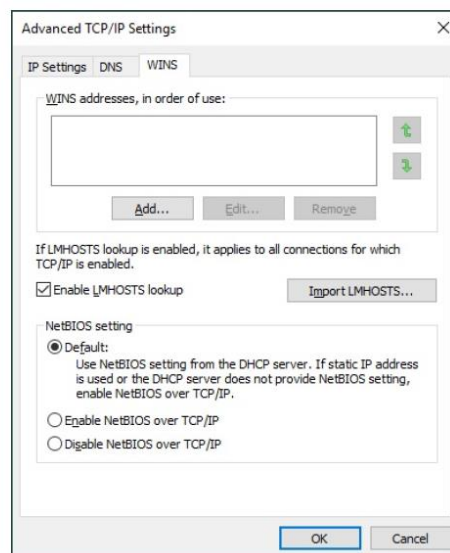 Advanced TCP/IP Settings
IP Settings DNS WINS
WINS addresses, in order of use:
Add... Edit... Remove
If LMHOSTS lookup is enabled, it applies to all connections for which
TCP/IP is enabled.
Enable LMHOSTS lookup Import LMHOSTS...
NetBIOS setting
Default:
Use NetBIOS setting from the DHCP server. If static IP address
is used or the DHCP server does not provide NetBIOS setting,
enable NetBIOS over TCP/IP.
Enable NetBIOS over TCP/IP
Disable NetBIOS over TCP/IP
OK Cancel